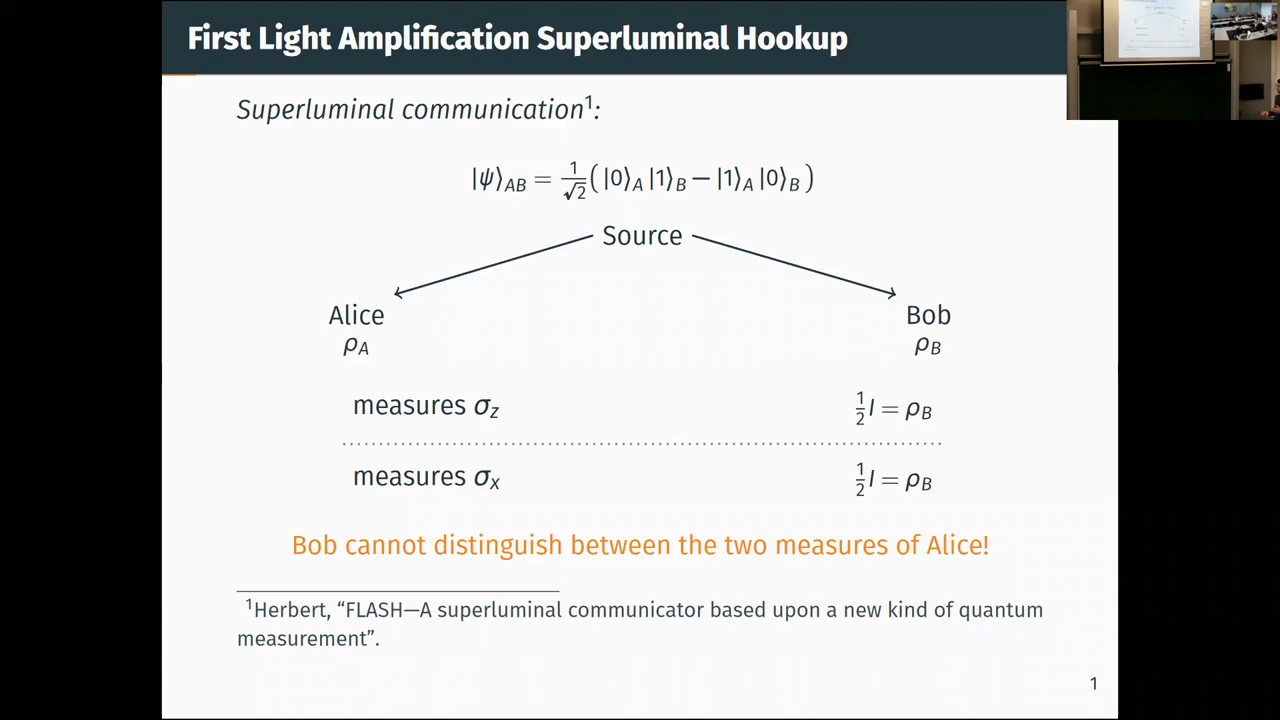 First Light Amplification Superluminal Hookup
Superluminal communication¹:
|ψ⟩_AB = 1/√2 ( |0⟩_A |1⟩_B − |1⟩_A |0⟩_B )
Source
Alice Bob
ρ_A ρ_B
measures σ_z ½I = ρ_B
measures σ_x ½I = ρ_B
Bob cannot distinguish between the two measures of Alice!
¹Herbert, “FLASH—A superluminal communicator based upon a new kind of quantum
measurement”.
1